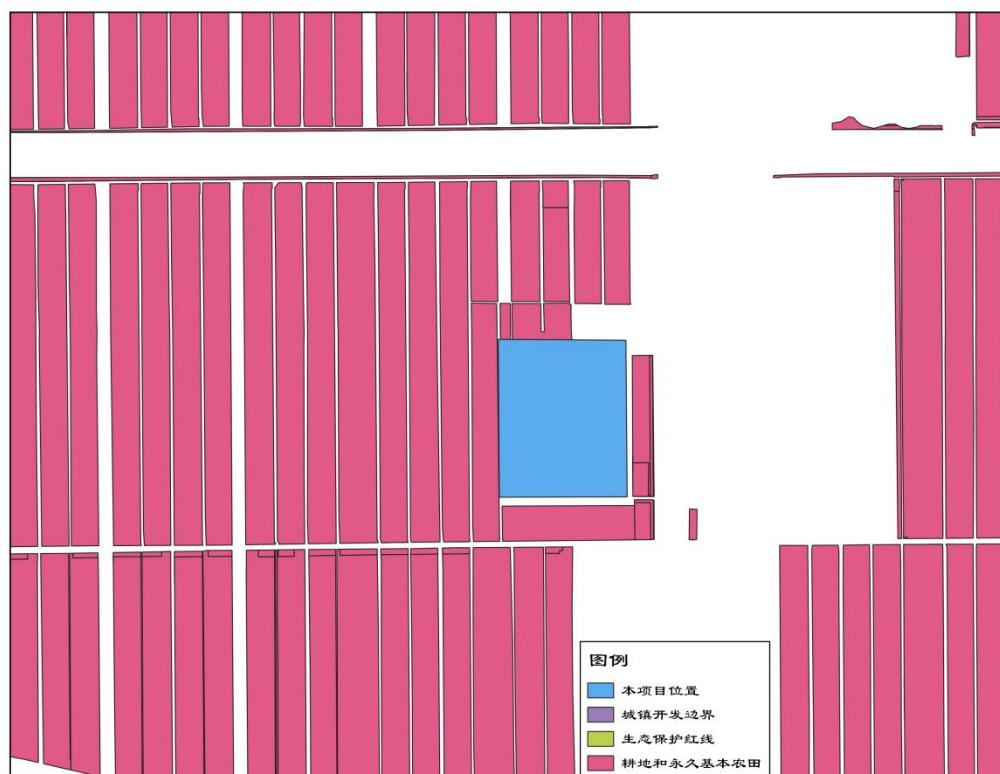 图例
本项目位置
城镇开发边界
生态保护红线
耕地和永久基本农田